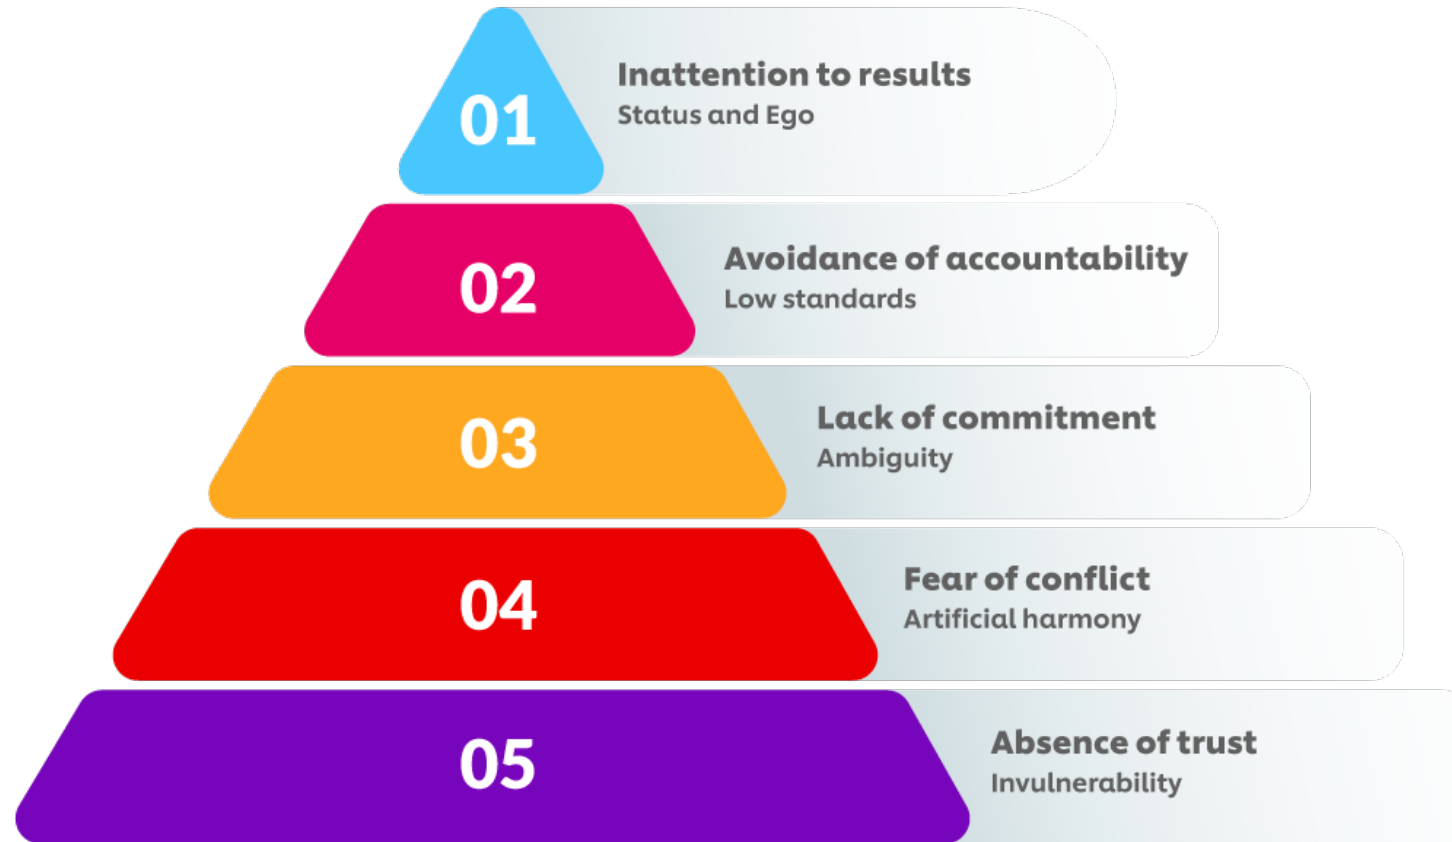 01
Inattention to results
Status and Ego
02
Avoidance of accountability
Low standards
03
Lack of commitment
Ambiguity
04
Fear of conflict
Artificial harmony
05
Absence of trust
Invulnerability